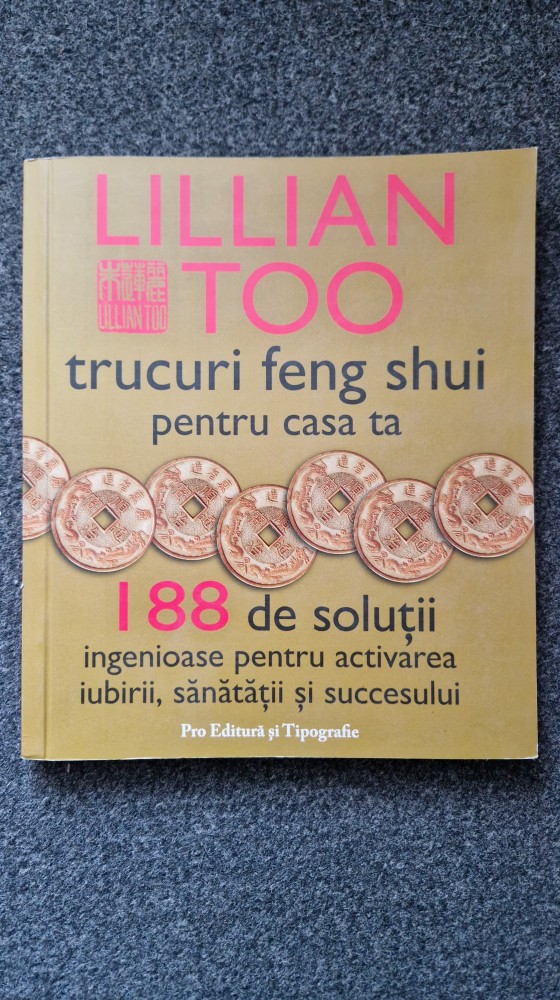 LILLIAN
TOO
LILLIAN TOO
trucuri feng shui
pentru casa ta
188 de soluții
ingenioase pentru activarea
iubirii, sănătății și succesului
Pro Editură și Tipografie